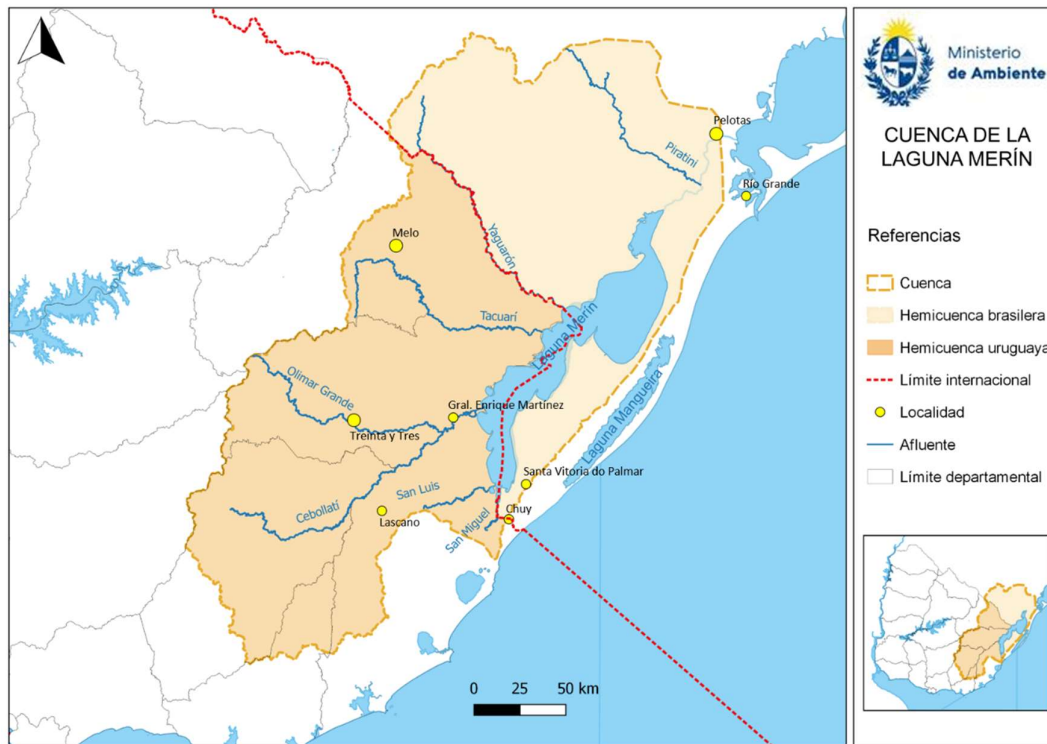 Pelotas
Piratini
Río Grande
Melo
Yaguarón
Tacuarí
Laguna Merín
Olimar Grande
Gral. Enrique Martínez
Treinta y Tres
Laguna Mangueira
Santa Vitoria do Palmar
San Luis
Cebollatí
Lascano
Chuy
San Miguel
0 25 50 km
Ministerio
de Ambiente
CUENCA DE LA
LAGUNA MERÍN
Referencias
Cuenca
Hemicuenca brasilera
Hemicuenca uruguaya
Límite internacional
Localidad
Afluente
Límite departamental